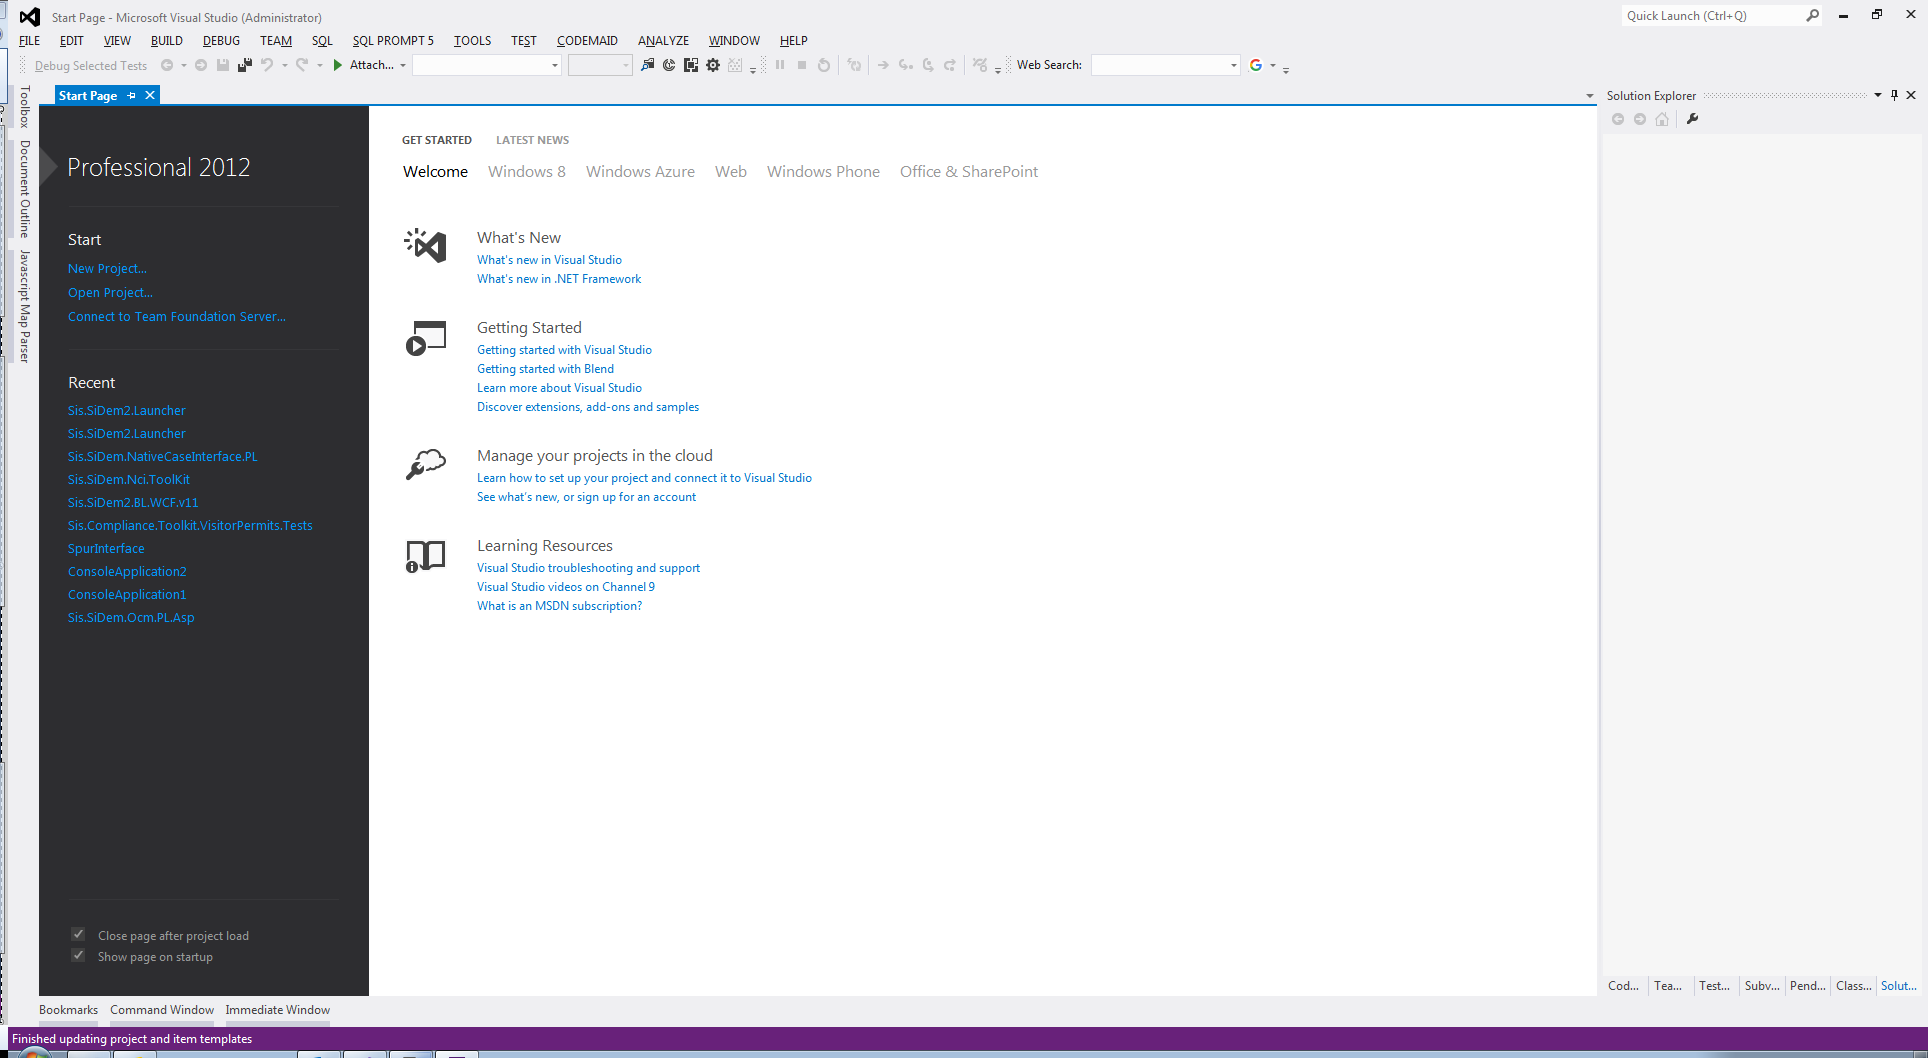 Start Page - Microsoft Visual Studio (Administrator)
Quick Launch (Ctrl+Q)
FILE EDIT VIEW BUILD DEBUG TEAM SQL SQL PROMPT 5 TOOLS TEST CODEMAID ANALYZE WINDOW HELP
Debug Selected Tests Attach... Web Search:
Toolbox
Document Outline
Javascript Map Parser
Start Page
Solution Explorer
Professional 2012
Start
New Project...
Open Project...
Connect to Team Foundation Server...
Recent
Sis.SiDem2.Launcher
Sis.SiDem2.Launcher
Sis.SiDem.NativeCaseInterface.PL
Sis.SiDem.Nci.ToolKit
Sis.SiDem2.BL.WCF.v11
Sis.Compliance.Toolkit.VisitorPermits.Tests
SpurInterface
ConsoleApplication2
ConsoleApplication1
Sis.SiDem.Ocm.PL.Asp
Close page after project load
Show page on startup
GET STARTED LATEST NEWS
Welcome Windows 8 Windows Azure Web Windows Phone Office & SharePoint
What's New
What's new in Visual Studio
What's new in .NET Framework
Getting Started
Getting started with Visual Studio
Getting started with Blend
Learn more about Visual Studio
Discover extensions, add-ons and samples
Manage your projects in the cloud
Learn how to set up your project and connect it to Visual Studio
See what's new, or sign up for an account
Learning Resources
Visual Studio troubleshooting and support
Visual Studio videos on Channel 9
What is an MSDN subscription?
Cod... Tea... Test... Subv... Pend... Class... Solut...
Bookmarks Command Window Immediate Window
Finished updating project and item templates